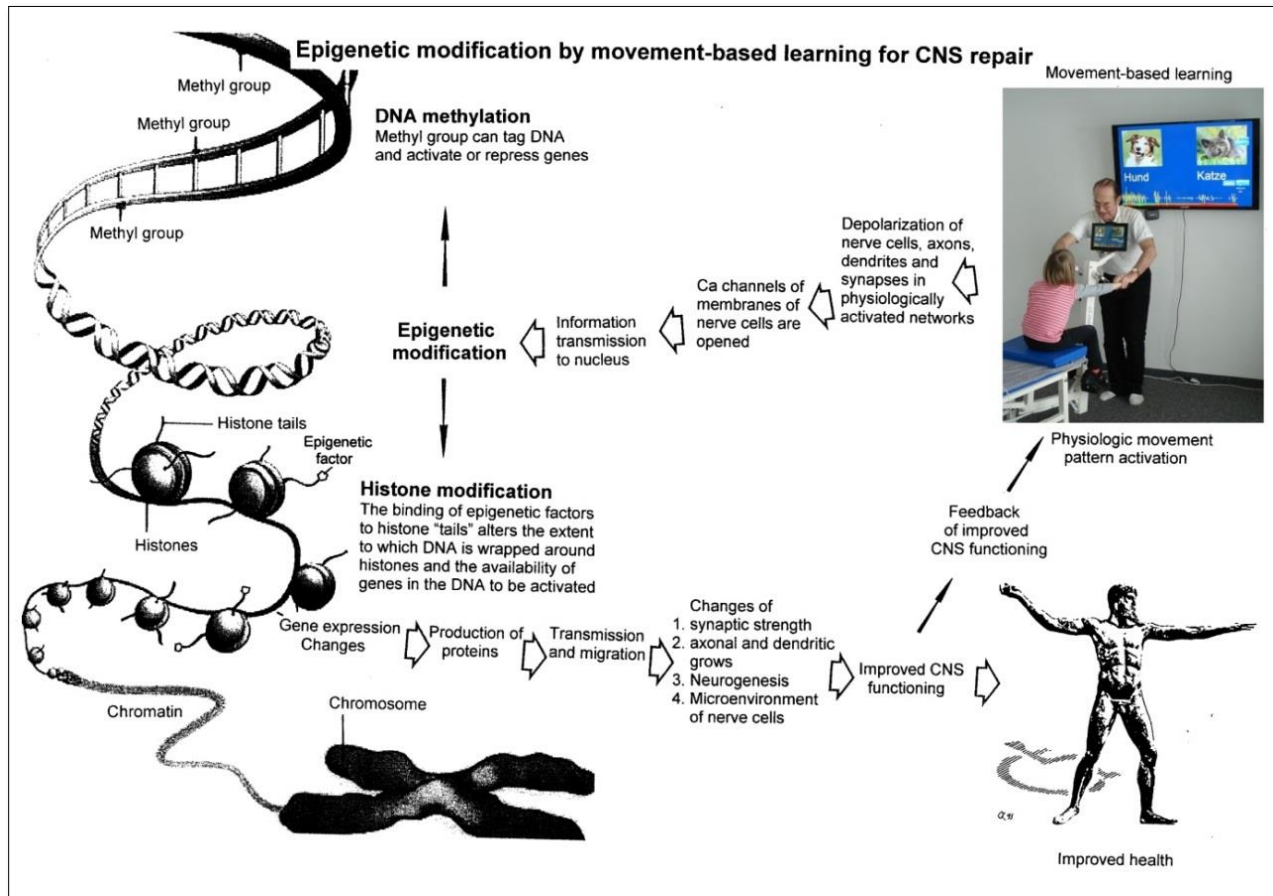 Epigenetic modification by movement-based learning for CNS repair
Methyl group
Methyl group
Methyl group
DNA methylation
Methyl group can tag DNA
and activate or repress genes
Movement-based learning
Hund
Katze
Depolarization of
nerve cells, axons,
dendrites and
synapses in
physiologically
activated networks
Ca channels of
membranes of
nerve cells are
opened
Information
transmission
to nucleus
Epigenetic
modification
Physiologic movement
pattern activation
Histone tails
Epigenetic
factor
Histones
Histone modification
The binding of epigenetic factors
to histone "tails" alters the extent
to which DNA is wrapped around
histones and the availability of
genes in the DNA to be activated
Feedback
of improved
CNS functioning
Gene expression
Changes
Production of
proteins
Transmission
and migration
Changes of
1. synaptic strength
2. axonal and dendritic
grows
3. Neurogenesis
4. Microenvironment
of nerve cells
Improved CNS
functioning
Chromatin
Chromosome
Improved health